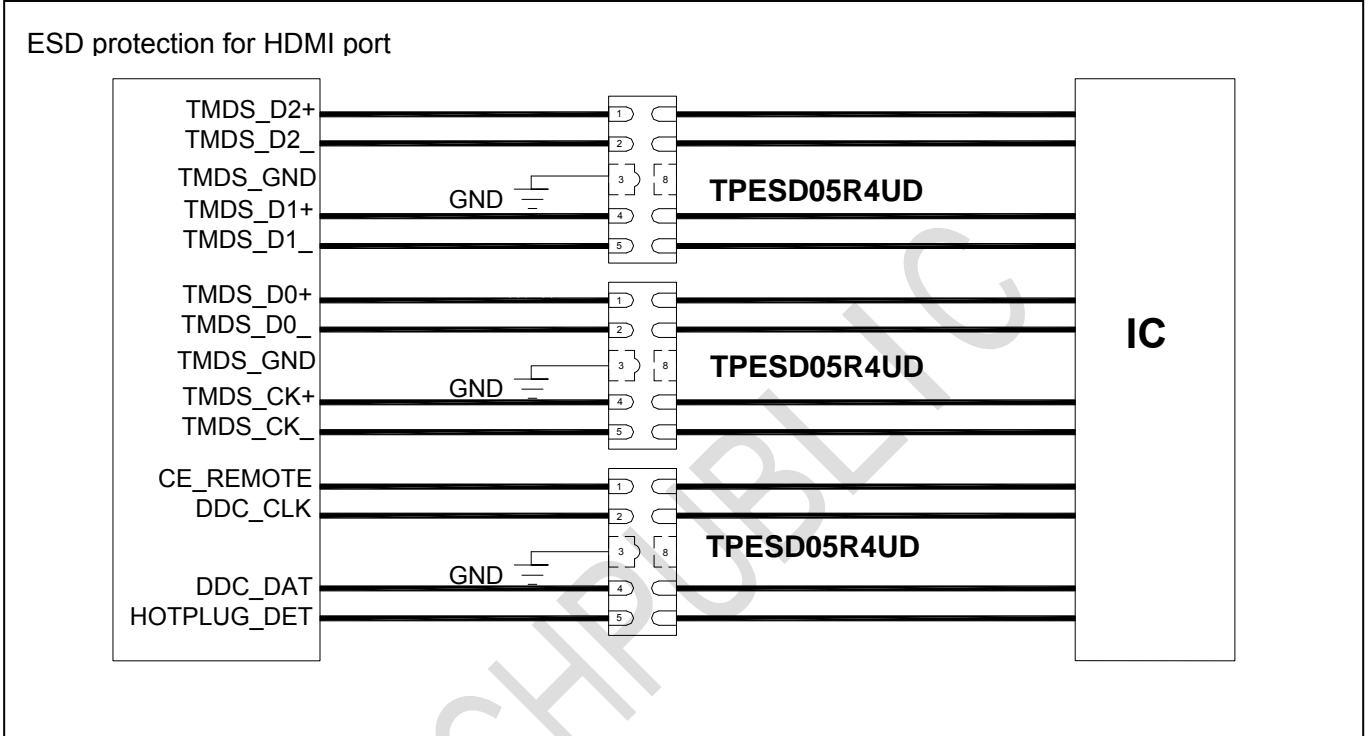 ESD protection for HDMI port
TMDS_D2+
TMDS_D2_
TMDS_GND
TMDS_D1+
TMDS_D1_
GND
1
2
3 8
4
5
TPESD05R4UD
TMDS_D0+
TMDS_D0_
TMDS_GND
TMDS_CK+
TMDS_CK_
GND
1
2
3 8
4
5
TPESD05R4UD
CE_REMOTE
DDC_CLK
DDC_DAT
HOTPLUG_DET
GND
1
2
3 8
4
5
TPESD05R4UD
IC
CHPUBLIC